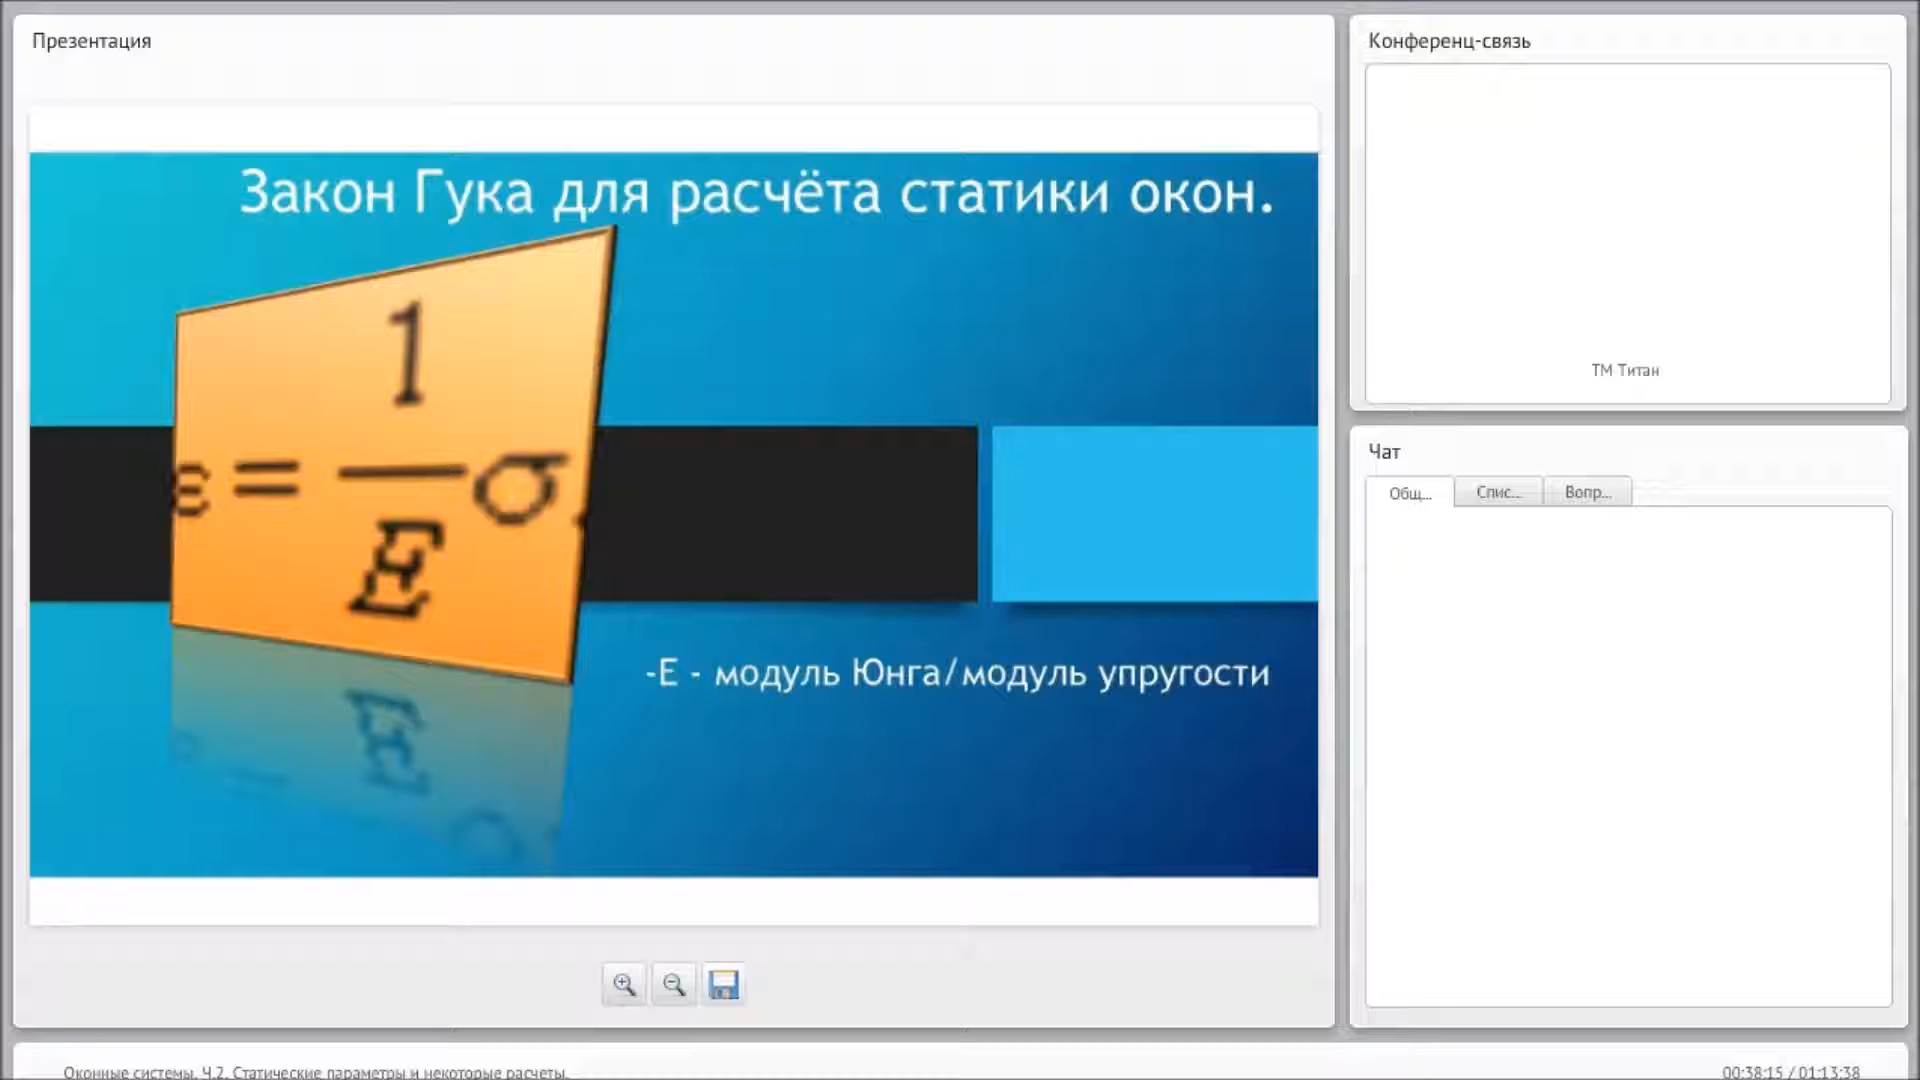 Презентация
Закон Гука для расчёта статики окон.
1
ε = — σ
E
-E - модуль Юнга/модуль упругости
Конференц-связь
ТМ Титан
Чат
Общ... Спис... Вопр...
Оконные системы. Ч.2. Статические параметры и некоторые расчеты.
00:38:15 / 01:13:38